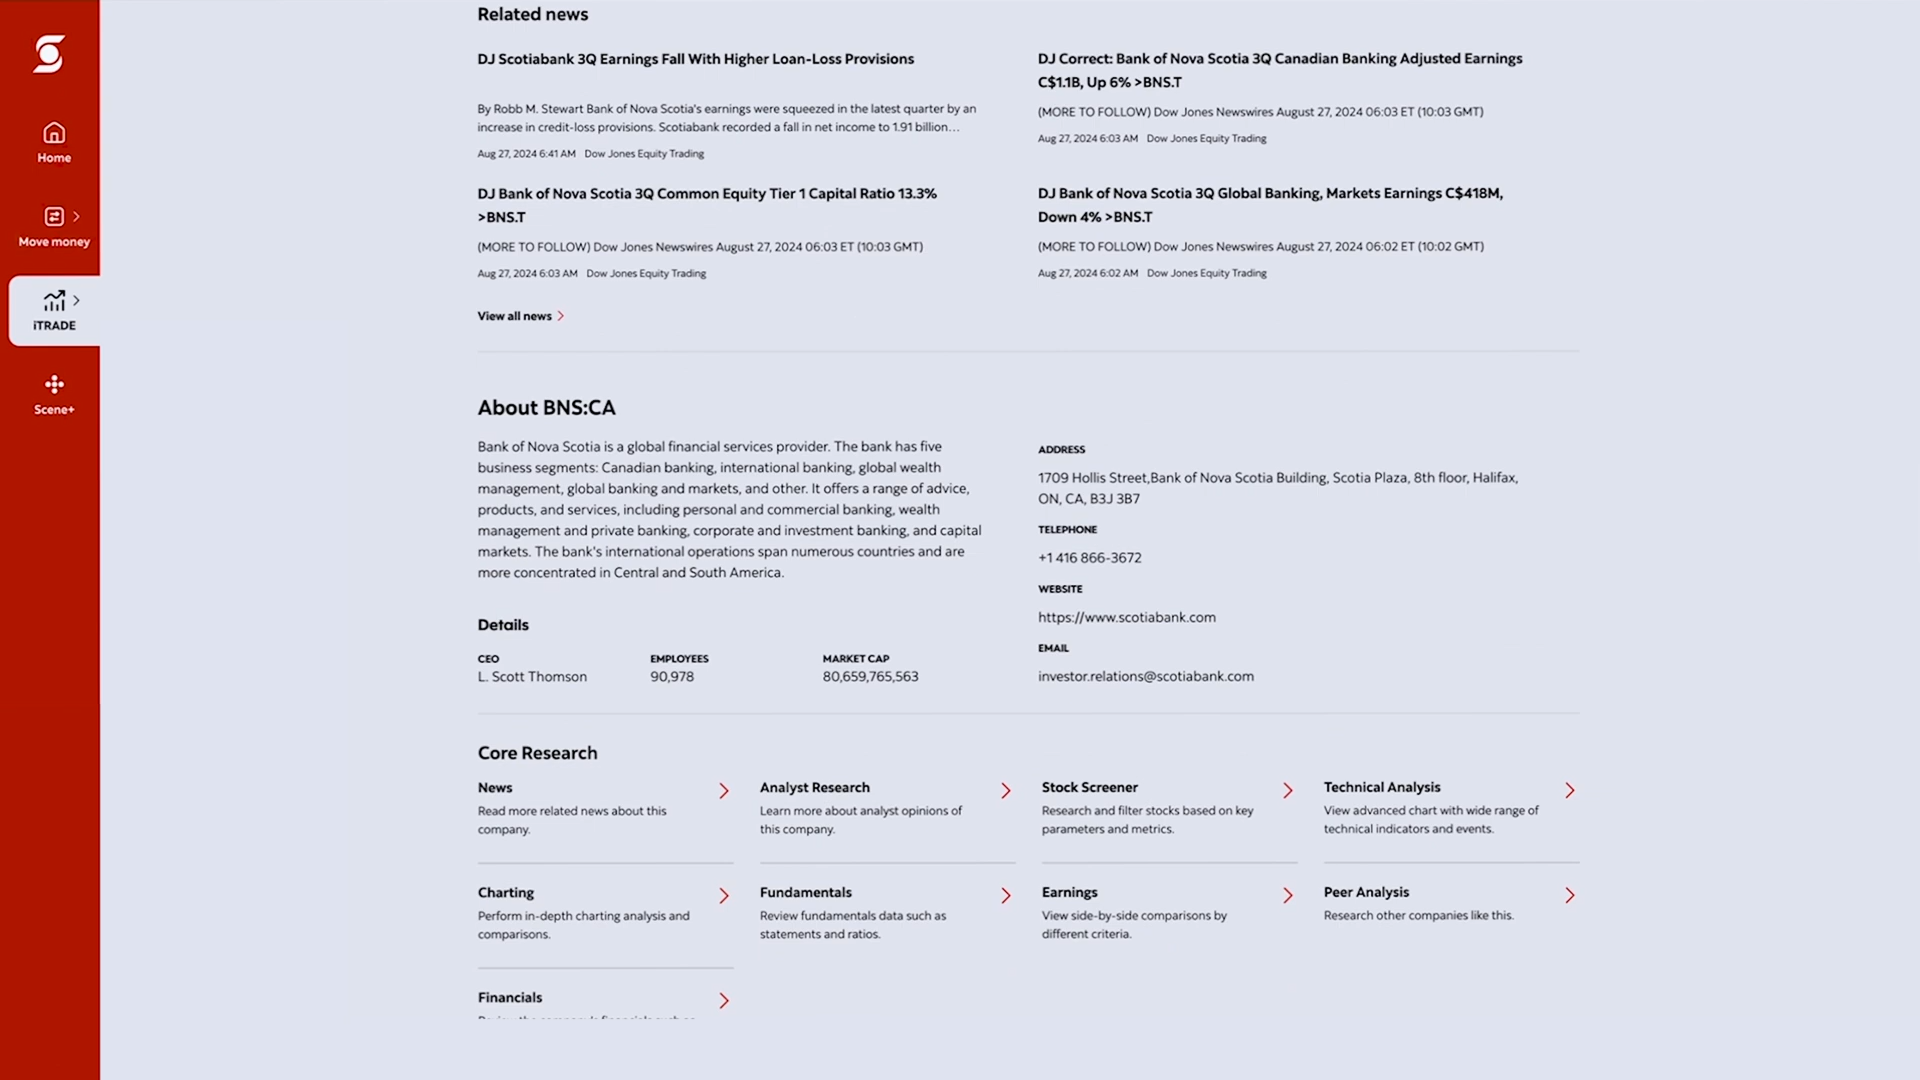 Related news
DJ Scotiabank 3Q Earnings Fall With Higher Loan-Loss Provisions
By Robb M. Stewart Bank of Nova Scotia's earnings were squeezed in the latest quarter by an
increase in credit-loss provisions. Scotiabank recorded a fall in net income to 1.91 billion...
Aug 27, 2024 6:41 AM Dow Jones Equity Trading
DJ Correct: Bank of Nova Scotia 3Q Canadian Banking Adjusted Earnings
C$1.1B, Up 6% >BNS.T
(MORE TO FOLLOW) Dow Jones Newswires August 27, 2024 06:03 ET (10:03 GMT)
Aug 27, 2024 6:03 AM Dow Jones Equity Trading
DJ Bank of Nova Scotia 3Q Common Equity Tier 1 Capital Ratio 13.3%
>BNS.T
(MORE TO FOLLOW) Dow Jones Newswires August 27, 2024 06:03 ET (10:03 GMT)
Aug 27, 2024 6:03 AM Dow Jones Equity Trading
DJ Bank of Nova Scotia 3Q Global Banking, Markets Earnings C$418M,
Down 4% >BNS.T
(MORE TO FOLLOW) Dow Jones Newswires August 27, 2024 06:02 ET (10:02 GMT)
Aug 27, 2024 6:02 AM Dow Jones Equity Trading
View all news
Home
Move money
iTRADE
Scene+
About BNS:CA
Bank of Nova Scotia is a global financial services provider. The bank has five
business segments: Canadian banking, international banking, global wealth
management, global banking and markets, and other. It offers a range of advice,
products, and services, including personal and commercial banking, wealth
management and private banking, corporate and investment banking, and capital
markets. The bank's international operations span numerous countries and are
more concentrated in Central and South America.
ADDRESS
1709 Hollis Street,Bank of Nova Scotia Building, Scotia Plaza, 8th floor, Halifax,
ON, CA, B3J 3B7
TELEPHONE
+1 416 866-3672
WEBSITE
https://www.scotiabank.com
EMAIL
investor.relations@scotiabank.com
Details
CEO
L. Scott Thomson
EMPLOYEES
90,978
MARKET CAP
80,659,765,563
Core Research
News
Read more related news about this
company.
Analyst Research
Learn more about analyst opinions of
this company.
Stock Screener
Research and filter stocks based on key
parameters and metrics.
Technical Analysis
View advanced chart with wide range of
technical indicators and events.
Charting
Perform in-depth charting analysis and
comparisons.
Fundamentals
Review fundamentals data such as
statements and ratios.
Earnings
View side-by-side comparisons by
different criteria.
Peer Analysis
Research other companies like this.
Financials